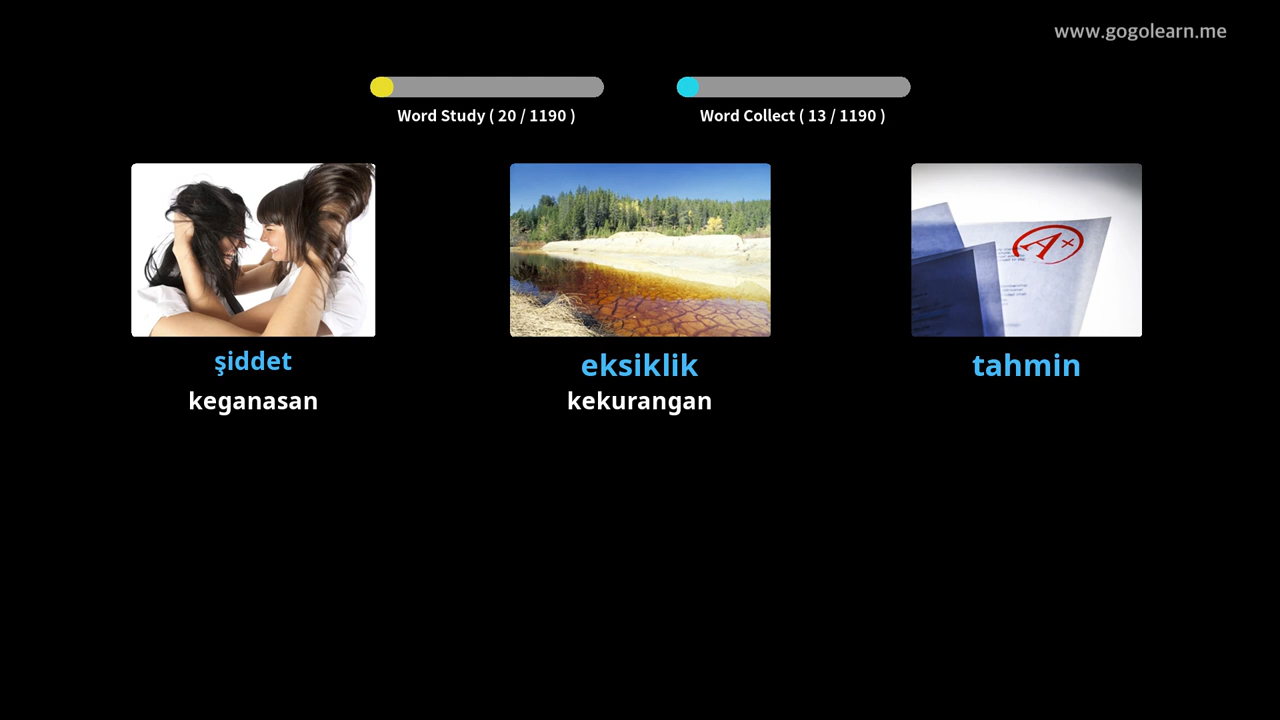 www.gogolearn.me
Word Study ( 20 / 1190 )
Word Collect ( 13 / 1190 )
A+
şiddet
eksiklik
tahmin
keganasan
kekurangan